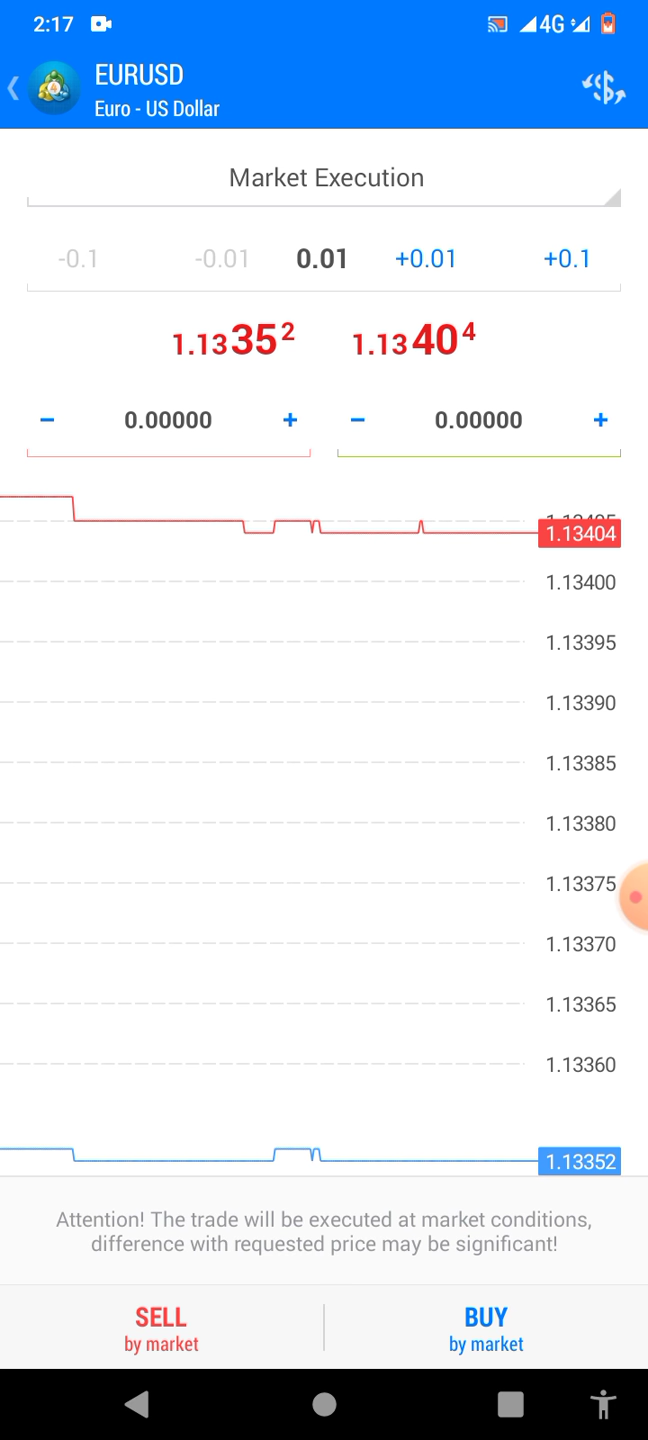 2:17 4G
EURUSD
Euro - US Dollar
Market Execution
-0.1 -0.01 0.01 +0.01 +0.1
1.13352 1.13404
− 0.00000 + − 0.00000 +
1.13405
1.13404
1.13400
1.13395
1.13390
1.13385
1.13380
1.13375
1.13370
1.13365
1.13360
1.13352
Attention! The trade will be executed at market conditions,
difference with requested price may be significant!
SELL BUY
by market by market